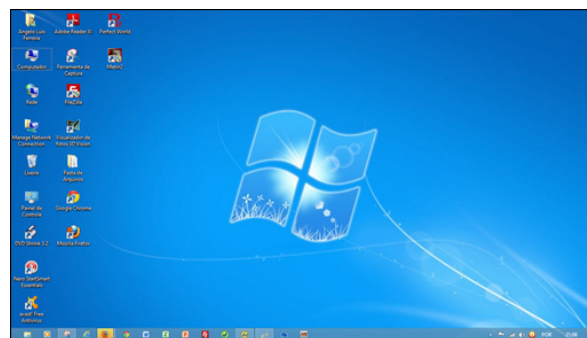 Angelo Luis
Ferreira
Adobe Reader XI
Perfect World
Computador
Ferramenta de
Captura
Metin2
Rede
FileZilla
Manage Network
Connection
Visualizador de
fotos 3D Vision
Lixeira
Pasta de
Arquivos
Painel de
Controle
Google Chrome
DVD Shrink 3.2
Mozilla Firefox
Nero StartSmart
Essentials
avast! Free
Antivirus
POR